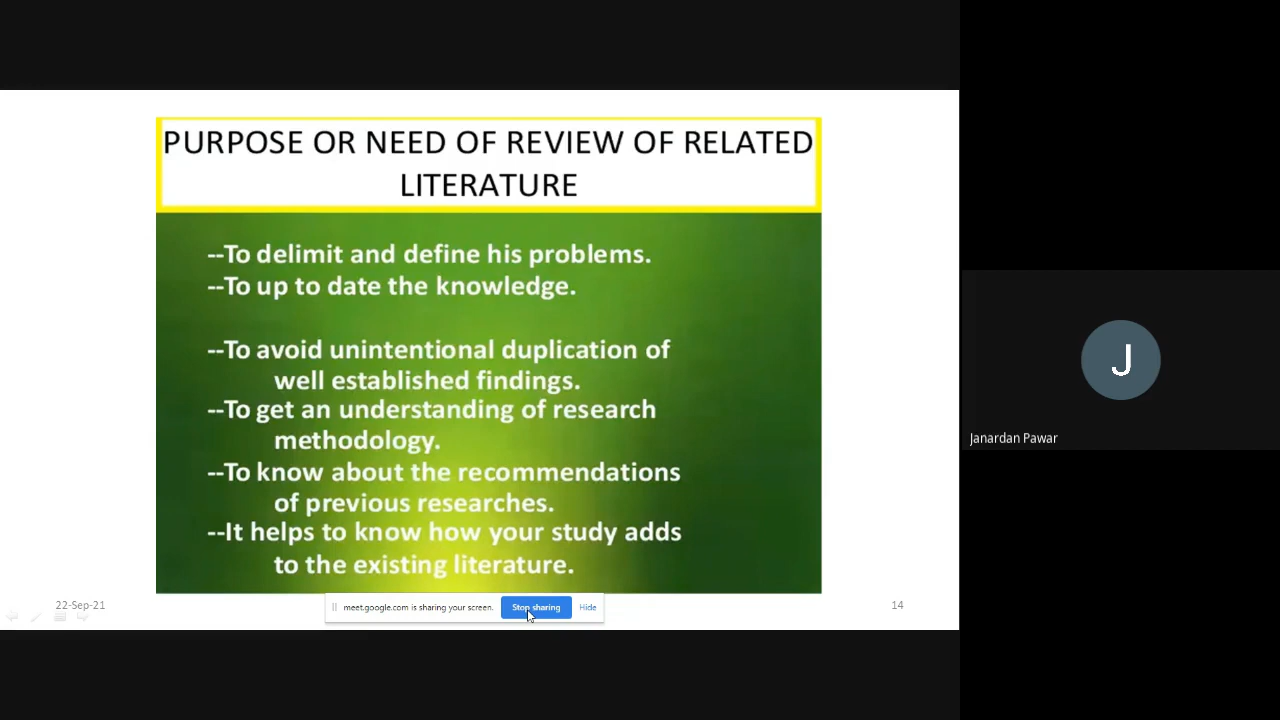 PURPOSE OR NEED OF REVIEW OF RELATED
LITERATURE
--To delimit and define his problems.
--To up to date the knowledge.
--To avoid unintentional duplication of
well established findings.
--To get an understanding of research
methodology.
--To know about the recommendations
of previous researches.
--It helps to know how your study adds
to the existing literature.
22-Sep-21
meet.google.com is sharing your screen.
Stop sharing
Hide
14
J
Janardan Pawar